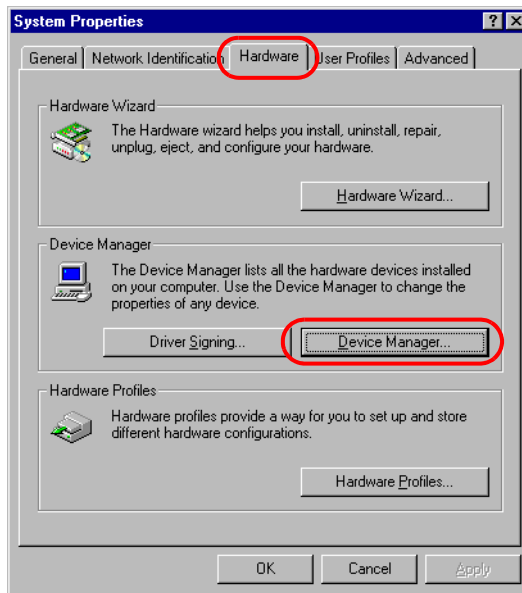 System Properties
General Network Identification Hardware User Profiles Advanced
Hardware Wizard
The Hardware wizard helps you install, uninstall, repair,
unplug, eject, and configure your hardware.
Hardware Wizard...
Device Manager
The Device Manager lists all the hardware devices installed
on your computer. Use the Device Manager to change the
properties of any device.
Driver Signing... Device Manager...
Hardware Profiles
Hardware profiles provide a way for you to set up and store
different hardware configurations.
Hardware Profiles...
OK Cancel Apply